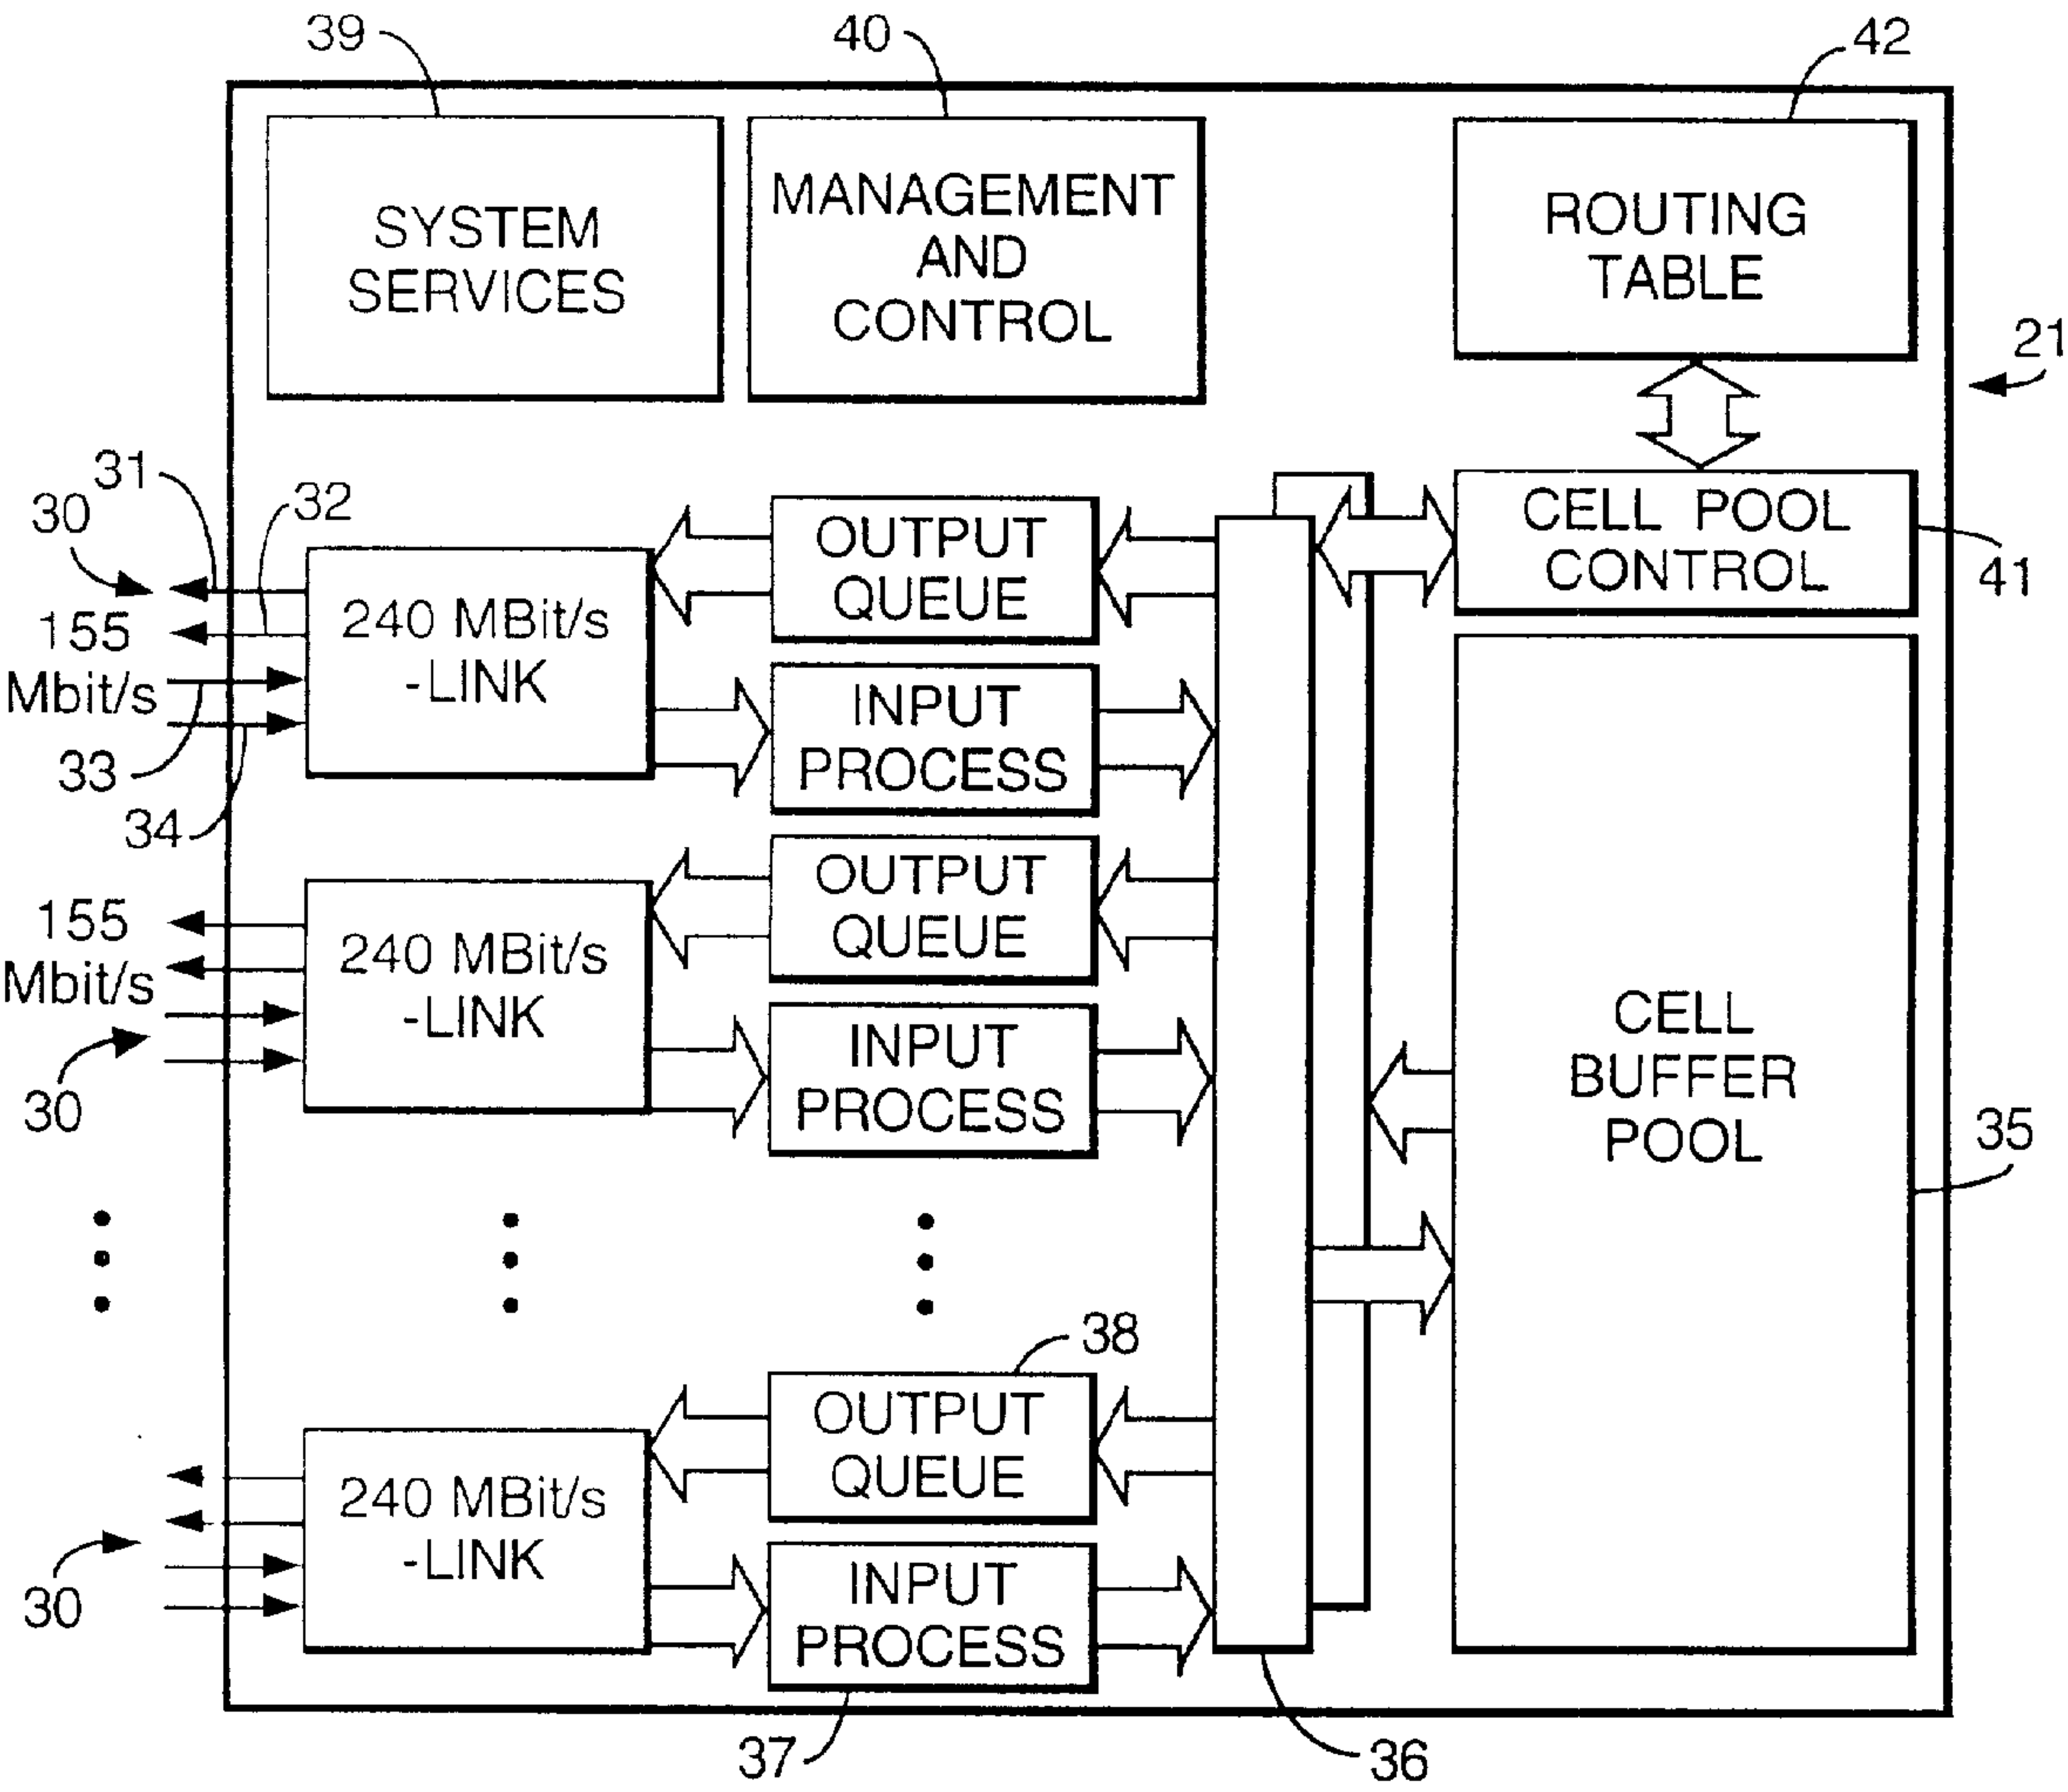 39
40
42
SYSTEM
SERVICES
MANAGEMENT
AND
CONTROL
ROUTING
TABLE
21
31
30
32
155
Mbit/s
33
34
240 MBit/s
-LINK
OUTPUT
QUEUE
INPUT
PROCESS
CELL POOL
CONTROL
41
155
Mbit/s
30
240 MBit/s
-LINK
OUTPUT
QUEUE
INPUT
PROCESS
CELL
BUFFER
POOL
35
38
30
240 MBit/s
-LINK
OUTPUT
QUEUE
INPUT
PROCESS
37
36